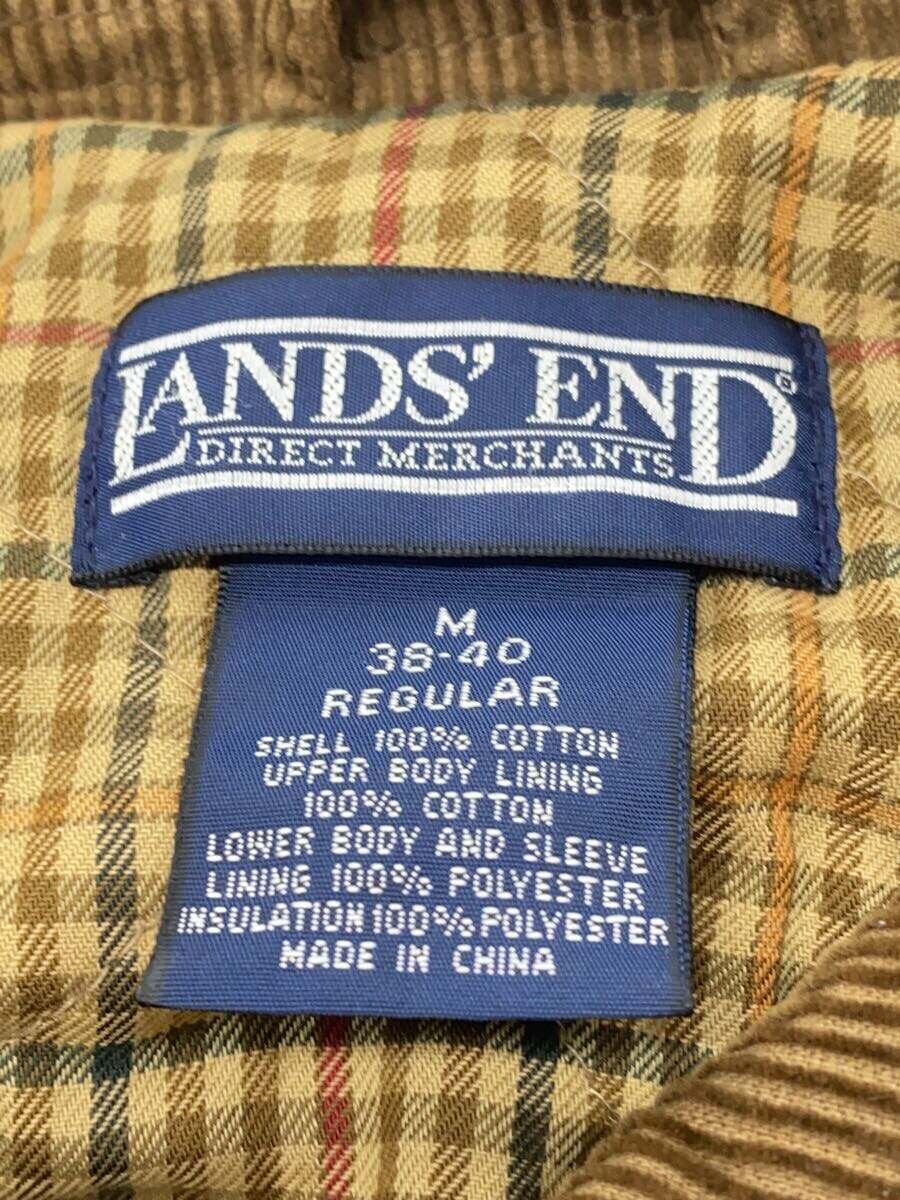 LANDS' END®
DIRECT MERCHANTS
M
38-40
REGULAR
SHELL 100% COTTON
UPPER BODY LINING
100% COTTON
LOWER BODY AND SLEEVE
LINING 100% POLYESTER
INSULATION 100% POLYESTER
MADE IN CHINA